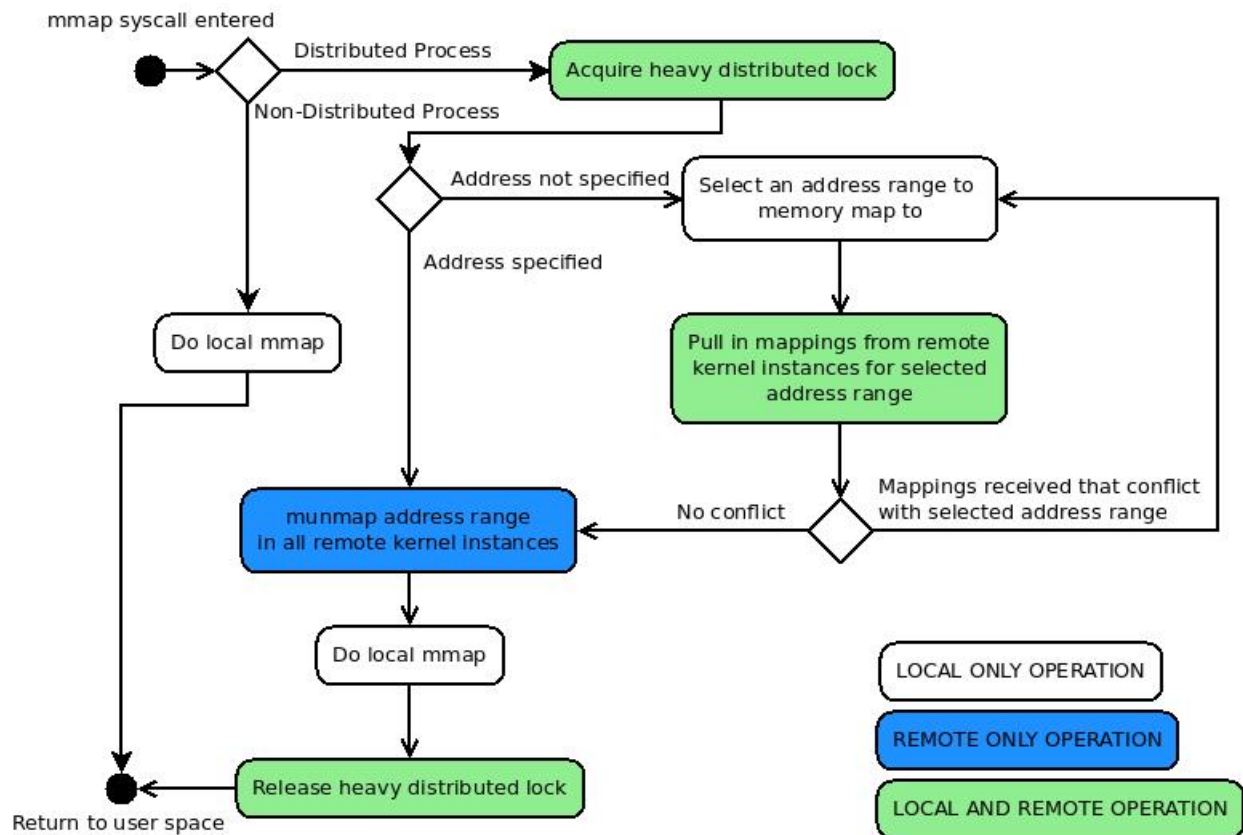 mmap syscall entered
Distributed Process
Acquire heavy distributed lock
Non-Distributed Process
Address not specified
Select an address range to
memory map to
Address specified
Do local mmap
Pull in mappings from remote
kernel instances for selected
address range
Mappings received that conflict
with selected address range
No conflict
munmap address range
in all remote kernel instances
Do local mmap
LOCAL ONLY OPERATION
REMOTE ONLY OPERATION
Release heavy distributed lock
LOCAL AND REMOTE OPERATION
Return to user space